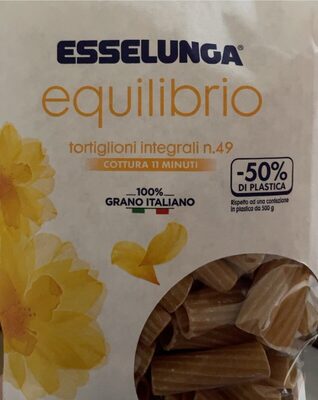 ESSELUNGA®
equilibrio
tortiglioni integrali n.49
COTTURA 11 MINUTI
-50%
DI PLASTICA
Rispetto ad una confezione
in plastica da 500 g
100%
GRANO ITALIANO